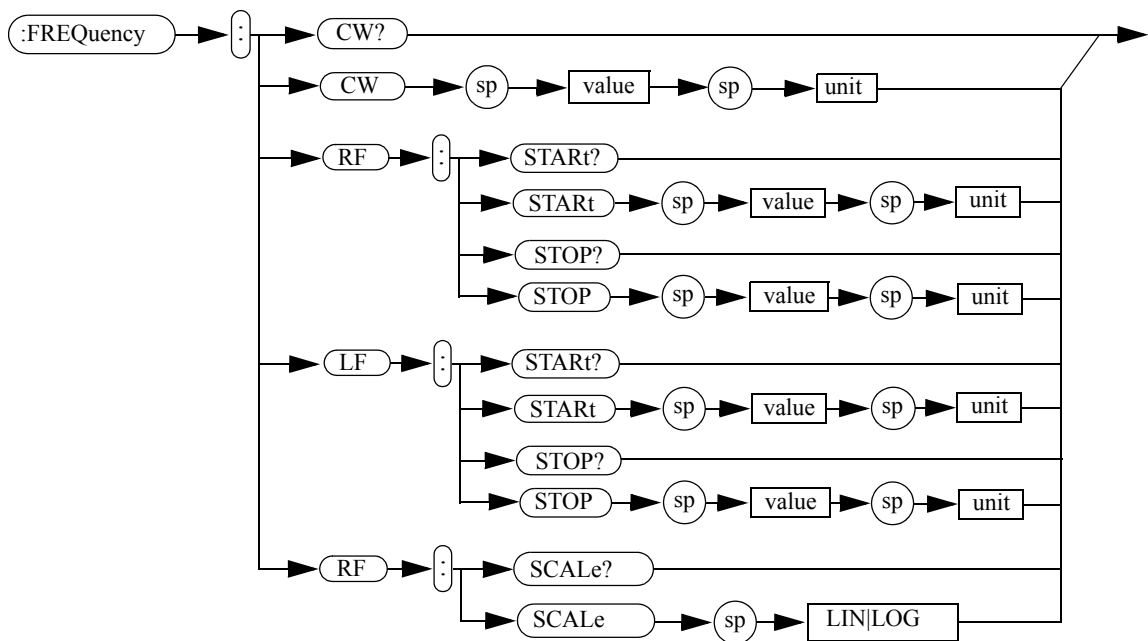 :FREQuency : CW?
CW sp value sp unit
RF : STARt?
STARt sp value sp unit
STOP?
STOP sp value sp unit
LF : STARt?
STARt sp value sp unit
STOP?
STOP sp value sp unit
RF : SCALe?
SCALe sp LIN|LOG